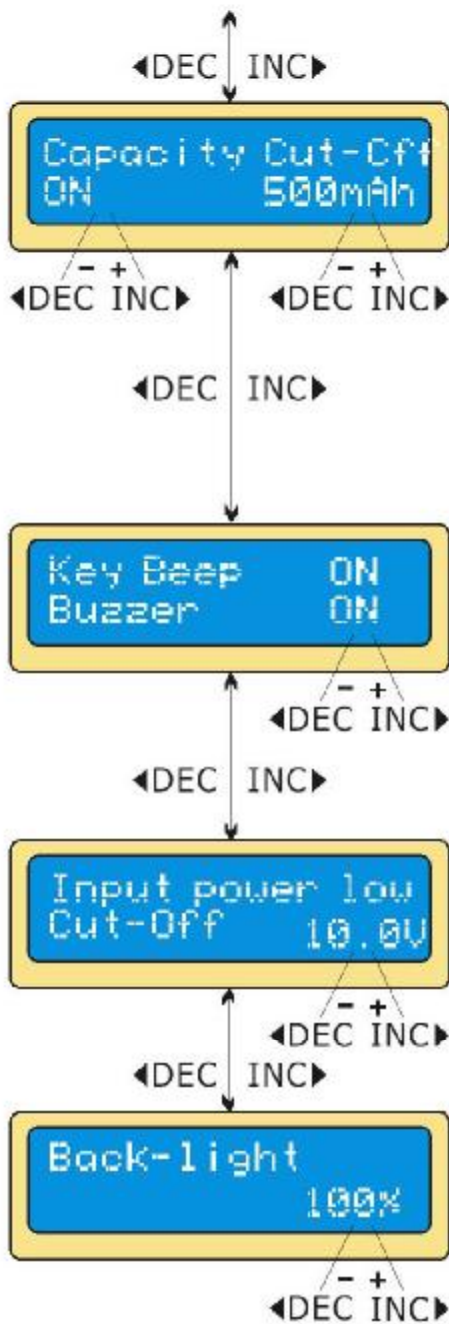 ◀DEC INC▶
Capacity Cut-Cff
ON 500mAh
- + - +
◀DEC INC▶ ◀DEC INC▶
◀DEC INC▶
Key Beep ON
Buzzer ON
- +
◀DEC INC▶
◀DEC INC▶
Input power low
Cut-Off 10.0V
- +
◀DEC INC▶
◀DEC INC▶
Back-light
100%
- +
◀DEC INC▶